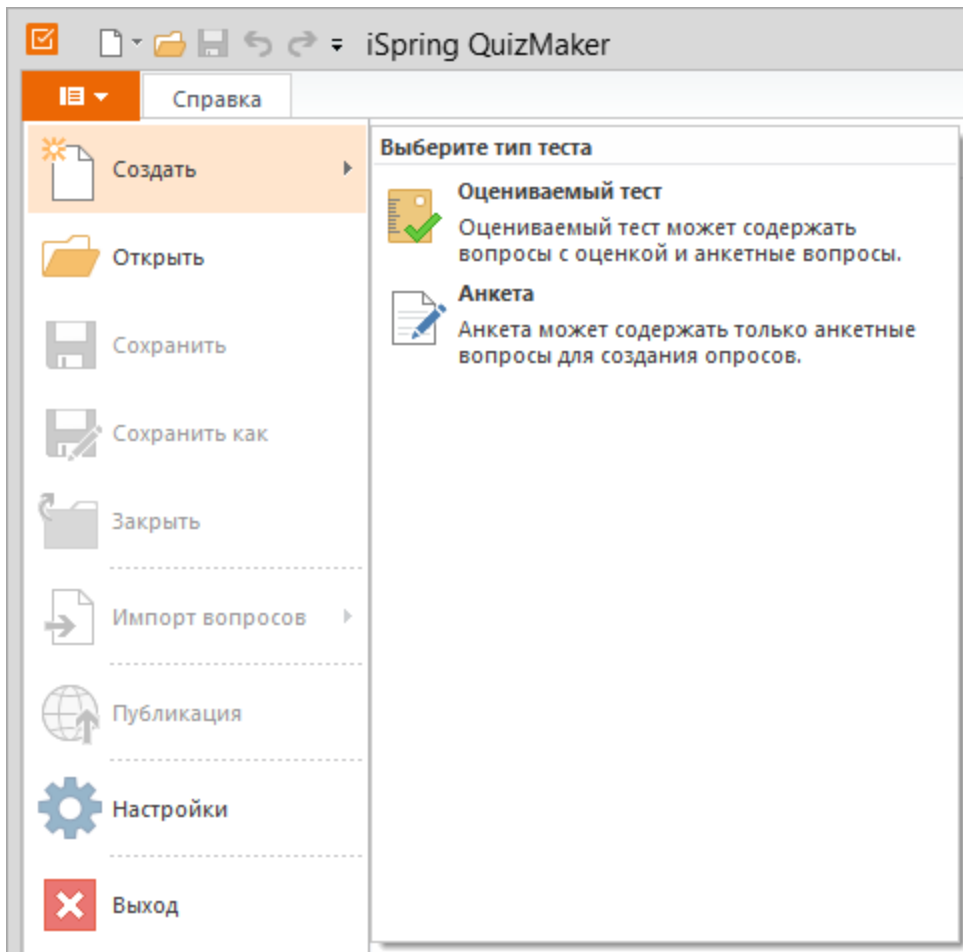 iSpring QuizMaker
Справка
Создать
Открыть
Сохранить
Сохранить как
Закрыть
Импорт вопросов
Публикация
Настройки
Выход
Выберите тип теста
Оцениваемый тест
Оцениваемый тест может содержать
вопросы с оценкой и анкетные вопросы.
Анкета
Анкета может содержать только анкетные
вопросы для создания опросов.